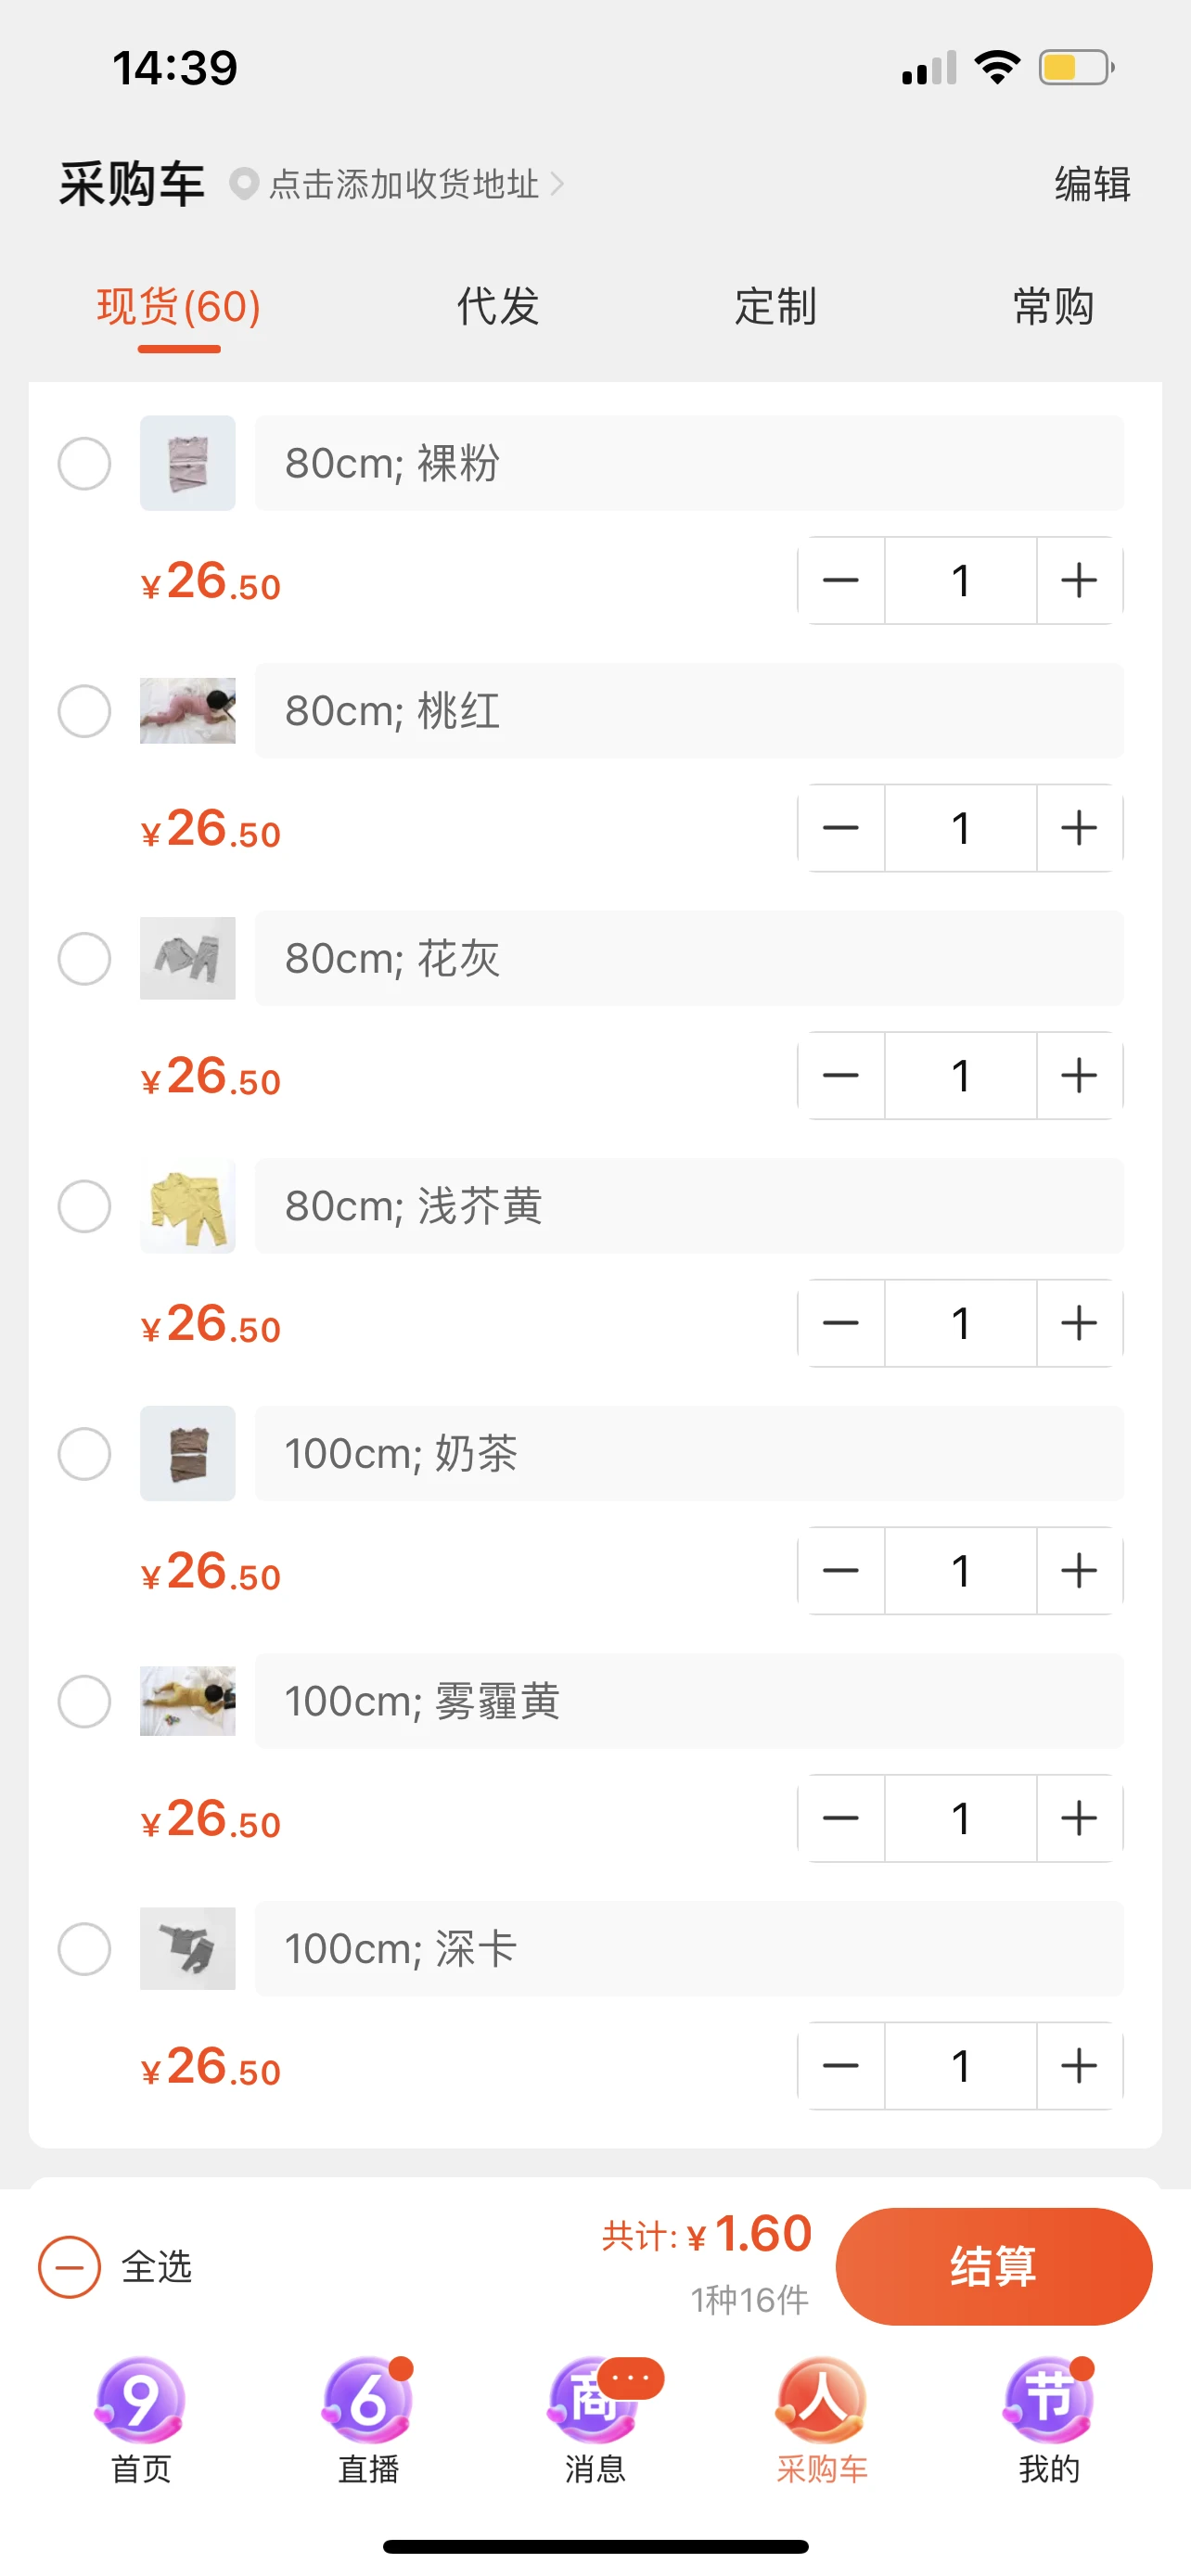 14:39
采购车 点击添加收货地址 编辑
现货(60) 代发 定制 常购
80cm; 裸粉
¥26.50 1
80cm; 桃红
¥26.50 1
80cm; 花灰
¥26.50 1
80cm; 浅芥黄
¥26.50 1
100cm; 奶茶
¥26.50 1
100cm; 雾霾黄
¥26.50 1
100cm; 深卡
¥26.50 1
全选 共计: ¥1.60 结算
1种16件
9 6 商 人 节
首页 直播 消息 采购车 我的